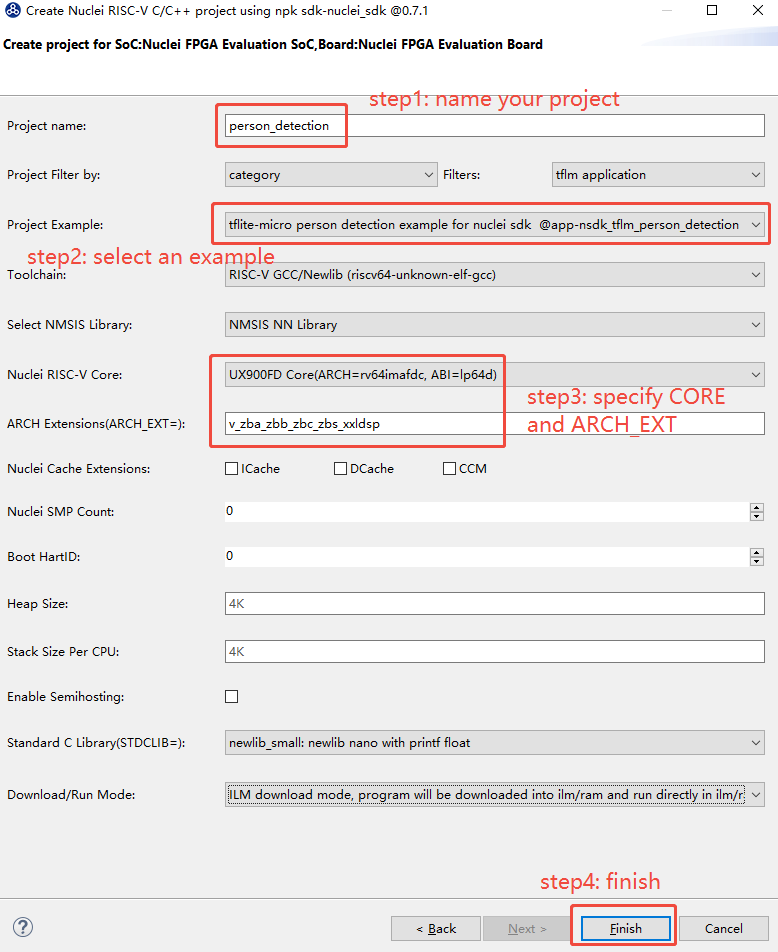 Create Nuclei RISC-V C/C++ project using npk sdk-nuclei_sdk @0.7.1
Create project for SoC:Nuclei FPGA Evaluation SoC,Board:Nuclei FPGA Evaluation Board
step1: name your project
Project name: person_detection
Project Filter by: category Filters: tflm application
Project Example: tflite-micro person detection example for nuclei sdk @app-nsdk_tflm_person_detection
step2: select an example
Toolchain: RISC-V GCC/Newlib (riscv64-unknown-elf-gcc)
Select NMSIS Library: NMSIS NN Library
Nuclei RISC-V Core: UX900FD Core(ARCH=rv64imafdc, ABI=lp64d)
step3: specify CORE
and ARCH_EXT
ARCH Extensions(ARCH_EXT=): v_zba_zbb_zbc_zbs_xxldsp
Nuclei Cache Extensions: ICache DCache CCM
Nuclei SMP Count: 0
Boot HartID: 0
Heap Size: 4K
Stack Size Per CPU: 4K
Enable Semihosting:
Standard C Library(STDCLIB=): newlib_small: newlib nano with printf float
Download/Run Mode: ILM download mode, program will be downloaded into ilm/ram and run directly in ilm/r
step4: finish
? < Back Next > Finish Cancel